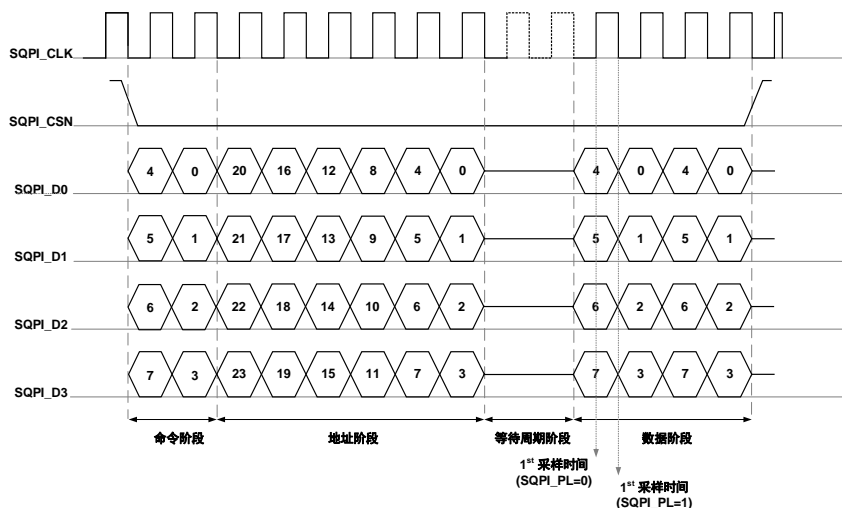 SQPI_CLK
SQPI_CSN
SQPI_D0 4 0 20 16 12 8 4 0 4 0 4 0
SQPI_D1 5 1 21 17 13 9 5 1 5 1 5 1
SQPI_D2 6 2 22 18 14 10 6 2 6 2 6 2
SQPI_D3 7 3 23 19 15 11 7 3 7 3 7 3
命令阶段 地址阶段 等待周期阶段 数据阶段
1st 采样时间
(SQPI_PL=0)
1st 采样时间
(SQPI_PL=1)